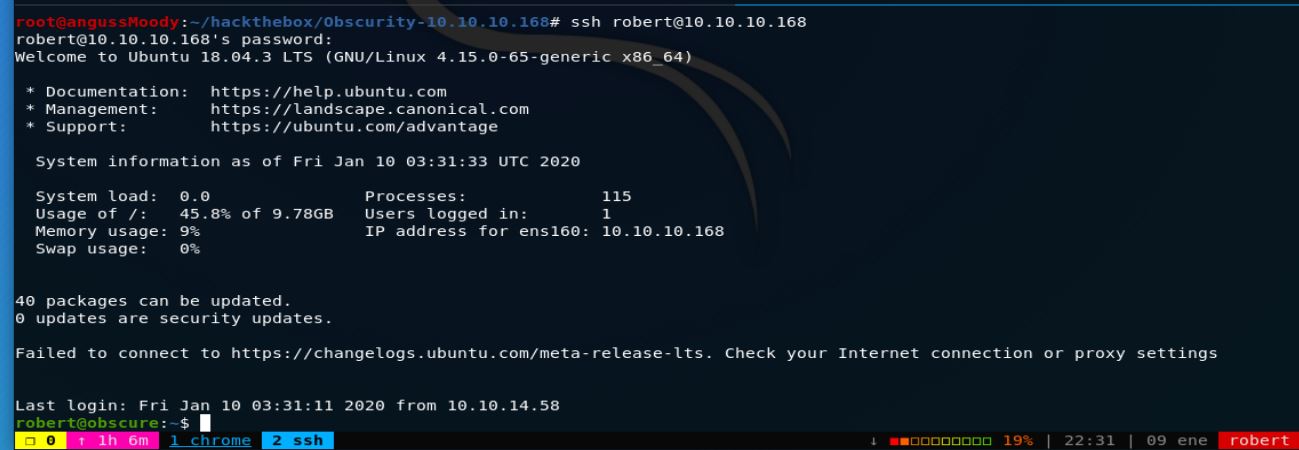 root@angussMoody:~/hackthebox/Obscurity-10.10.10.168# ssh robert@10.10.10.168
robert@10.10.10.168's password:
Welcome to Ubuntu 18.04.3 LTS (GNU/Linux 4.15.0-65-generic x86_64)
* Documentation:  https://help.ubuntu.com
* Management:     https://landscape.canonical.com
* Support:        https://ubuntu.com/advantage
System information as of Fri Jan 10 03:31:33 UTC 2020
System load:  0.0                Processes:             115
Usage of /:   45.8% of 9.78GB   Users logged in:       1
Memory usage: 9%                IP address for ens160: 10.10.10.168
Swap usage:   0%
40 packages can be updated.
0 updates are security updates.
Failed to connect to https://changelogs.ubuntu.com/meta-release-lts. Check your Internet connection or proxy settings
Last login: Fri Jan 10 03:31:11 2020 from 10.10.14.58
robert@obscure:~$
❐ 0 ↑ 1h 6m 1 chrome 2 ssh ↓ 19% | 22:31 | 09 ene robert